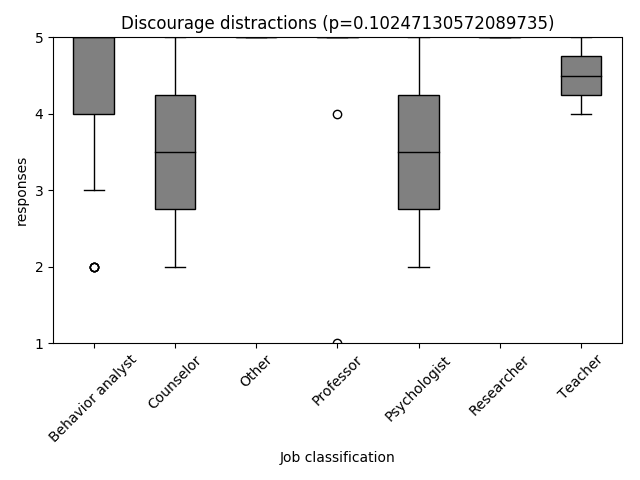 Discourage distractions (p=0.10247130572089735)
5
4
3
2
1
responses
Behavior analyst
Counselor
Other
Professor
Psychologist
Researcher
Teacher
Job classification